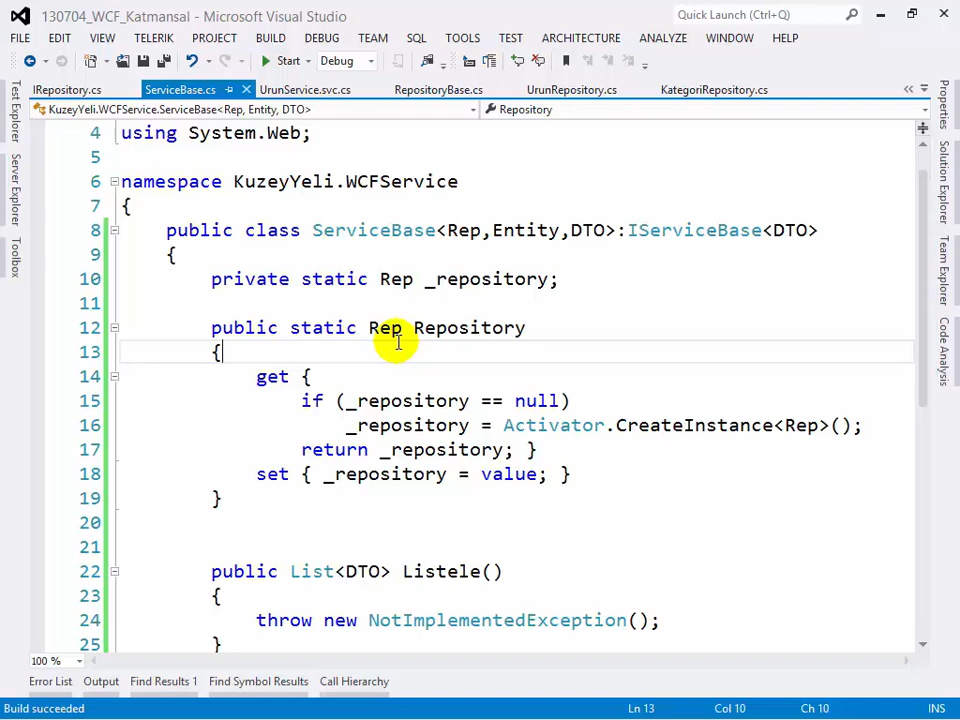 130704_WCF_Katmansal - Microsoft Visual Studio
Quick Launch (Ctrl+Q)
FILE EDIT VIEW TELERIK PROJECT BUILD DEBUG TEAM SQL TOOLS TEST ARCHITECTURE ANALYZE WINDOW HELP
Start Debug
IRepository.cs ServiceBase.cs UrunService.svc.cs RepositoryBase.cs UrunRepository.cs KategoriRepository.cs
KuzeyYeli.WCFService.ServiceBase<Rep, Entity, DTO> Repository
Test Explorer
Server Explorer
Toolbox
Properties
Solution Explorer
Team Explorer
Code Analysis
4 using System.Web;
5
6 namespace KuzeyYeli.WCFService
7 {
8 public class ServiceBase<Rep,Entity,DTO>:IServiceBase<DTO>
9 {
10 private static Rep _repository;
11
12 public static Rep Repository
13 {
14 get {
15 if (_repository == null)
16 _repository = Activator.CreateInstance<Rep>();
17 return _repository; }
18 set { _repository = value; }
19 }
20
21
22 public List<DTO> Listele()
23 {
24 throw new NotImplementedException();
25 }
100 %
Error List Output Find Results 1 Find Symbol Results Call Hierarchy
Build succeeded Ln 13 Col 10 Ch 10 INS